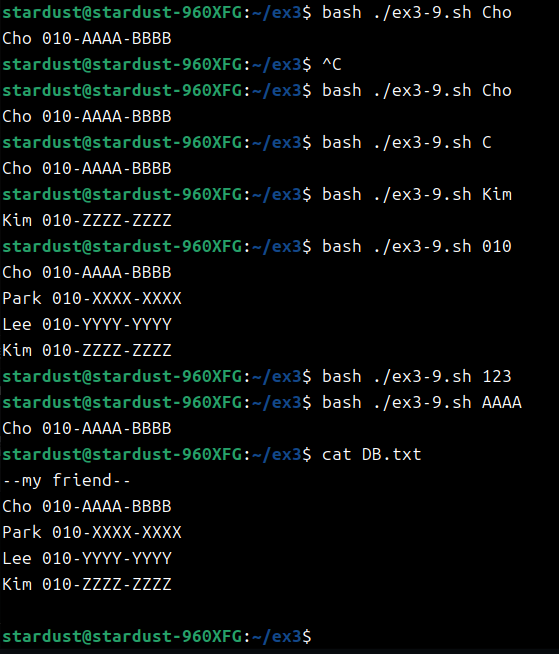 stardust@stardust-960XFG:~/ex3$ bash ./ex3-9.sh Cho
Cho 010-AAAA-BBBB
stardust@stardust-960XFG:~/ex3$ ^C
stardust@stardust-960XFG:~/ex3$ bash ./ex3-9.sh Cho
Cho 010-AAAA-BBBB
stardust@stardust-960XFG:~/ex3$ bash ./ex3-9.sh C
Cho 010-AAAA-BBBB
stardust@stardust-960XFG:~/ex3$ bash ./ex3-9.sh Kim
Kim 010-ZZZZ-ZZZZ
stardust@stardust-960XFG:~/ex3$ bash ./ex3-9.sh 010
Cho 010-AAAA-BBBB
Park 010-XXXX-XXXX
Lee 010-YYYY-YYYY
Kim 010-ZZZZ-ZZZZ
stardust@stardust-960XFG:~/ex3$ bash ./ex3-9.sh 123
stardust@stardust-960XFG:~/ex3$ bash ./ex3-9.sh AAAA
Cho 010-AAAA-BBBB
stardust@stardust-960XFG:~/ex3$ cat DB.txt
--my friend--
Cho 010-AAAA-BBBB
Park 010-XXXX-XXXX
Lee 010-YYYY-YYYY
Kim 010-ZZZZ-ZZZZ

stardust@stardust-960XFG:~/ex3$